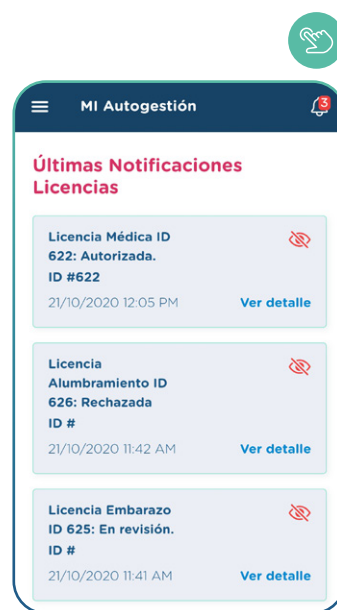 MI Autogestión
3
Últimas Notificaciones
Licencias
Licencia Médica ID
622: Autorizada.
ID #622
21/10/2020 12:05 PM
Ver detalle
Licencia
Alumbramiento ID
626: Rechazada
ID #
21/10/2020 11:42 AM
Ver detalle
Licencia Embarazo
ID 625: En revisión.
ID #
21/10/2020 11:41 AM
Ver detalle